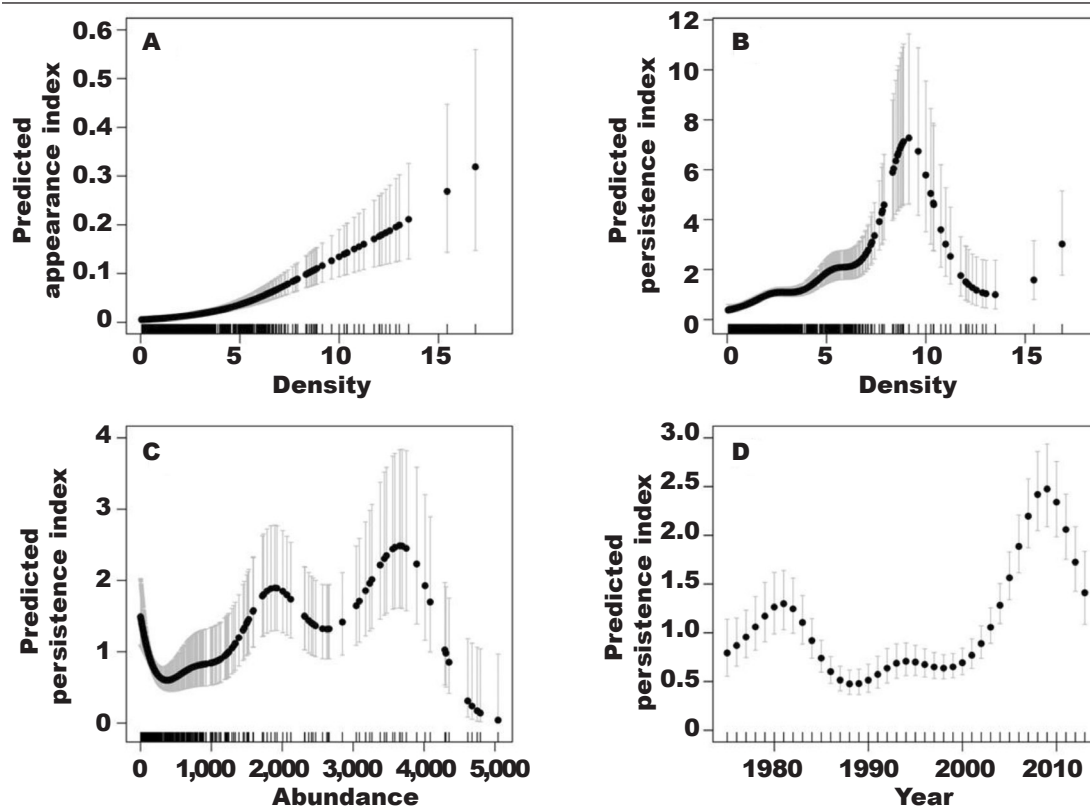 A
Predicted
appearance index
0.6
0.5
0.4
0.3
0.2
0.1
0
0 5 10 15
Density
B
Predicted
persistence index
12
10
8
6
4
2
0
0 5 10 15
Density
C
Predicted
persistence index
4
3
2
1
0
0 1,000 2,000 3,000 4,000 5,000
Abundance
D
Predicted
persistence index
3.0
2.5
2.0
1.5
1.0
0.5
0
1980 1990 2000 2010
Year